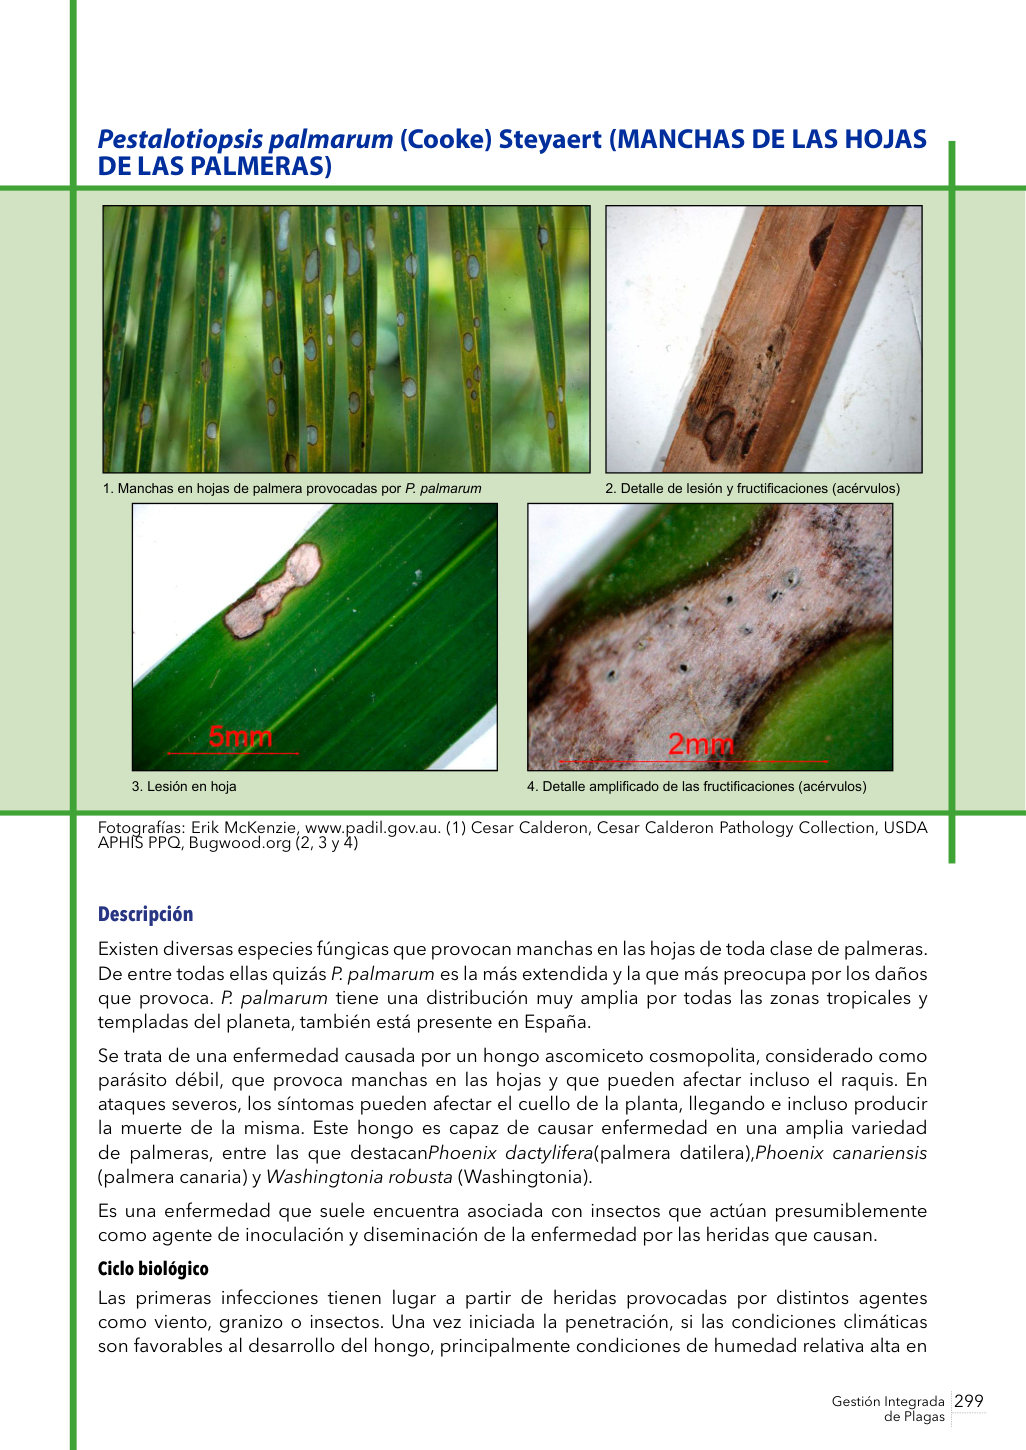 Pestalotiopsis palmarum (Cooke) Steyaert (MANCHAS DE LAS HOJAS
DE LAS PALMERAS)
1. Manchas en hojas de palmera provocadas por P. palmarum
2. Detalle de lesión y fructificaciones (acérvulos)
5mm
2mm
3. Lesión en hoja
4. Detalle amplificado de las fructificaciones (acérvulos)
Fotografías: Erik McKenzie, www.padil.gov.au. (1) Cesar Calderon, Cesar Calderon Pathology Collection, USDA
APHIS PPQ, Bugwood.org (2, 3 y 4)
Descripción
Existen diversas especies fúngicas que provocan manchas en las hojas de toda clase de palmeras.
De entre todas ellas quizás P. palmarum es la más extendida y la que más preocupa por los daños
que provoca. P. palmarum tiene una distribución muy amplia por todas las zonas tropicales y
templadas del planeta, también está presente en España.
Se trata de una enfermedad causada por un hongo ascomiceto cosmopolita, considerado como
parásito débil, que provoca manchas en las hojas y que pueden afectar incluso el raquis. En
ataques severos, los síntomas pueden afectar el cuello de la planta, llegando e incluso producir
la muerte de la misma. Este hongo es capaz de causar enfermedad en una amplia variedad
de palmeras, entre las que destacanPhoenix dactylifera(palmera datilera),Phoenix canariensis
(palmera canaria) y Washingtonia robusta (Washingtonia).
Es una enfermedad que suele encuentra asociada con insectos que actúan presumiblemente
como agente de inoculación y diseminación de la enfermedad por las heridas que causan.
Ciclo biológico
Las primeras infecciones tienen lugar a partir de heridas provocadas por distintos agentes
como viento, granizo o insectos. Una vez iniciada la penetración, si las condiciones climáticas
son favorables al desarrollo del hongo, principalmente condiciones de humedad relativa alta en
Gestión Integrada
de Plagas
299